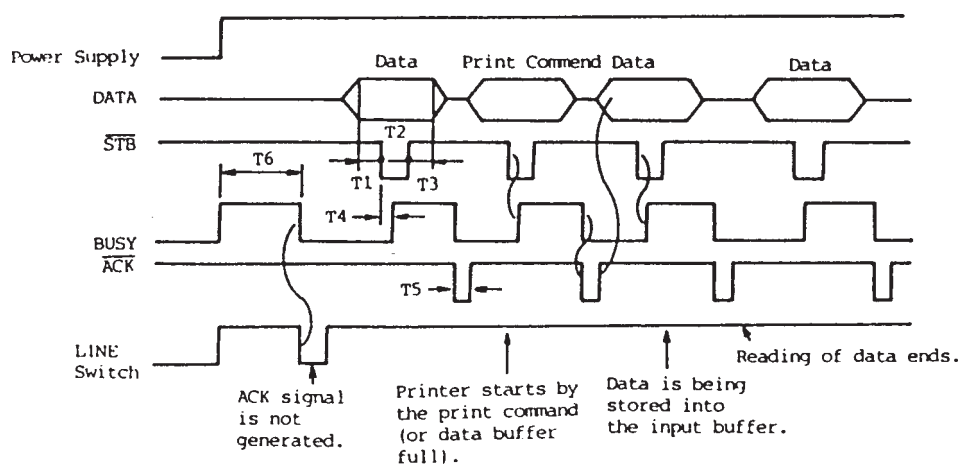 Power Supply
Data Print Commend Data Data
DATA
STB
T2
T6
T1 T3
T4
BUSY
ACK
T5
LINE
Switch
Reading of data ends.
ACK signal
is not
generated.
Printer starts by
the print command
(or data buffer
full).
Data is being
stored into
the input buffer.